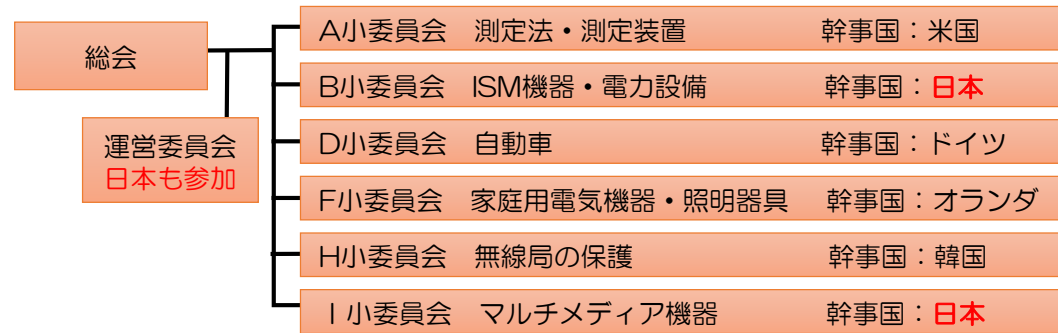 総会
運営委員会
日本も参加
A小委員会 測定法・測定装置 幹事国：米国
B小委員会 ISM機器・電力設備 幹事国：日本
D小委員会 自動車 幹事国：ドイツ
F小委員会 家庭用電気機器・照明器具 幹事国：オランダ
H小委員会 無線局の保護 幹事国：韓国
I小委員会 マルチメディア機器 幹事国：日本